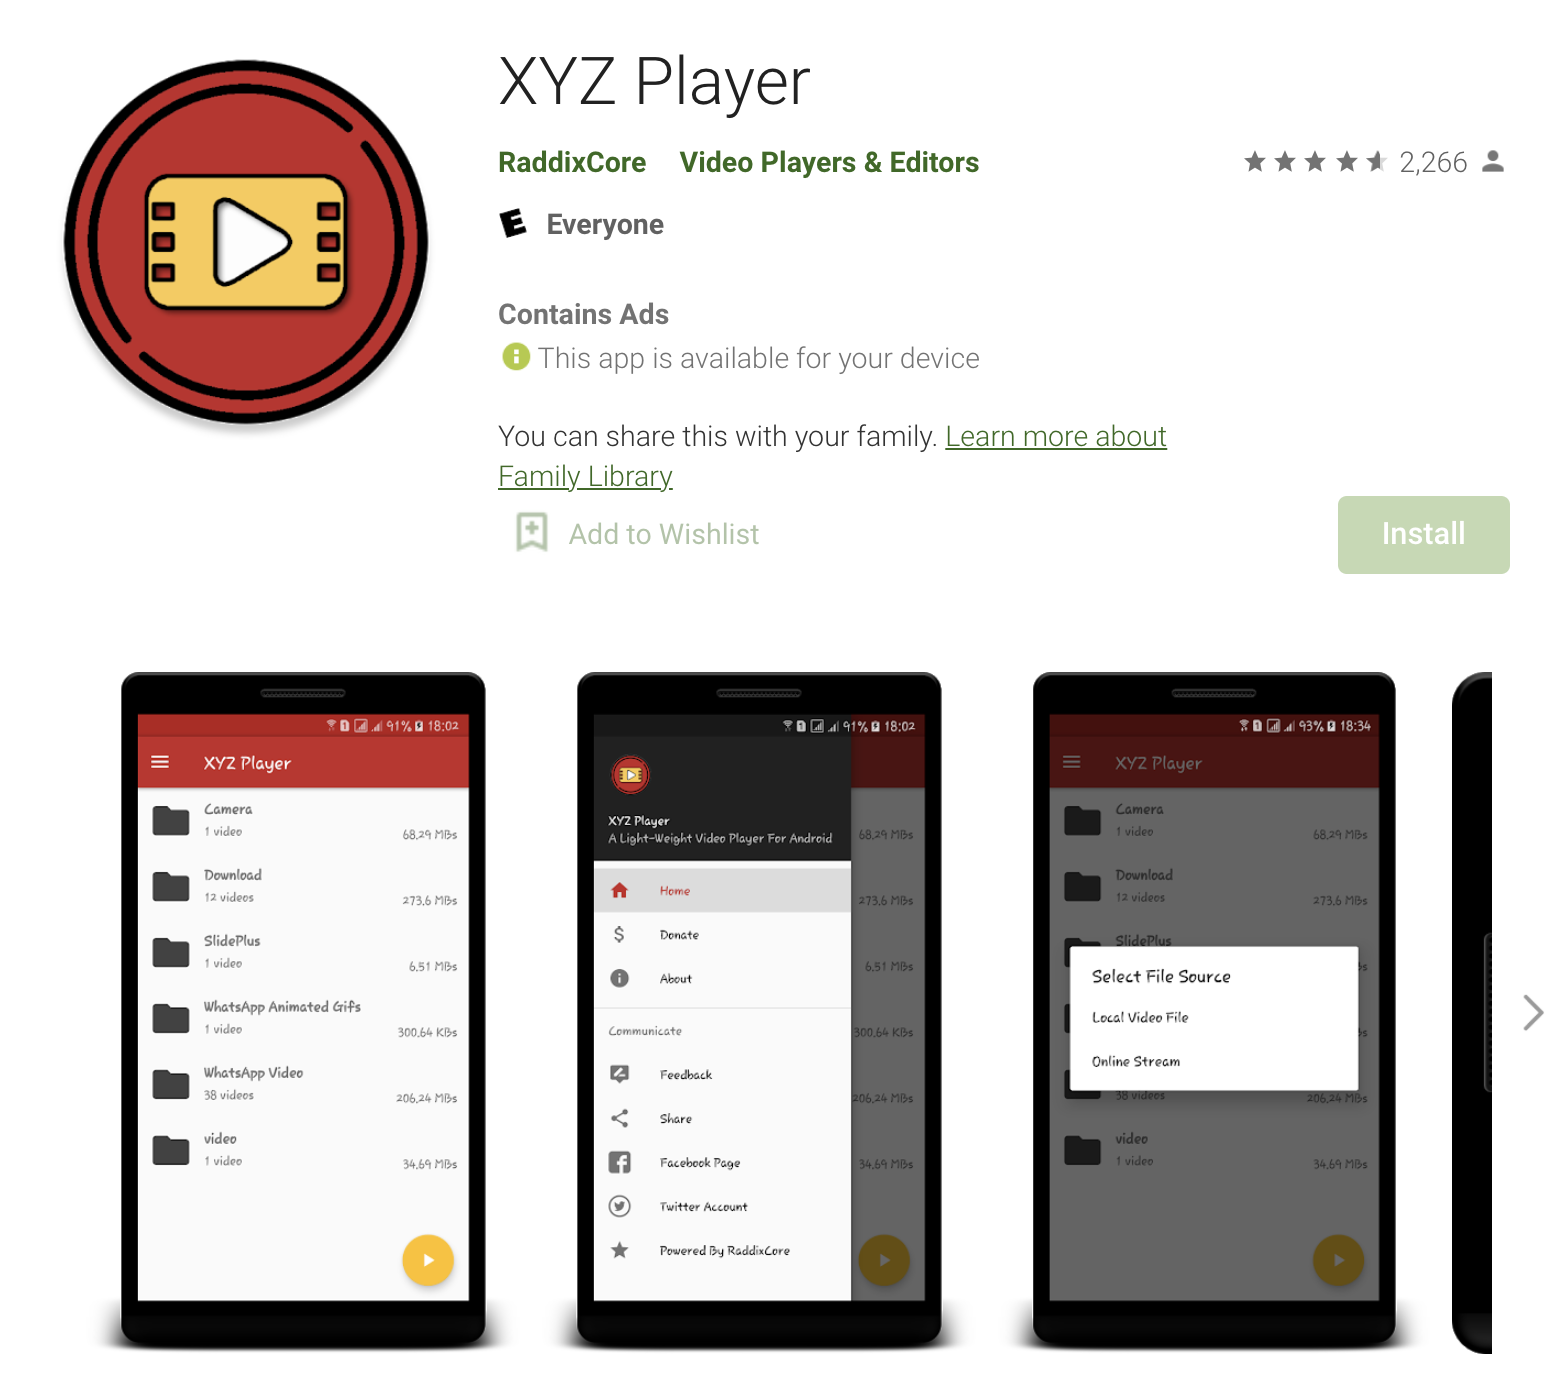 XYZ Player
RaddixCore Video Players & Editors
2,266
E Everyone
Contains Ads
This app is available for your device
You can share this with your family. Learn more about
Family Library
Add to Wishlist
Install
91% 18:02
XYZ Player
Camera
1 video 68.29 MBs
Download
12 videos 273.6 MBs
SlidePlus
1 video 6.51 MBs
WhatsApp Animated Gifs
1 video 300.64 KBs
WhatsApp Video
38 videos 206.24 MBs
video
1 video 34.69 MBs
91% 18:02
XYZ Player
A Light-Weight Video Player For Android
68.29 MBs
Home
273.6 MBs
Donate
6.51 MBs
About
Communicate
300.64 KBs
Feedback
206.24 MBs
Share
Facebook Page
34.69 MBs
Twitter Account
Powered By RaddixCore
93% 18:34
XYZ Player
Camera
1 video 68.29 MBs
Download
12 videos 273.6 MBs
SlidePlus
Select File Source
Local Video File
Online Stream
38 videos 206.24 MBs
video
1 video 34.69 MBs